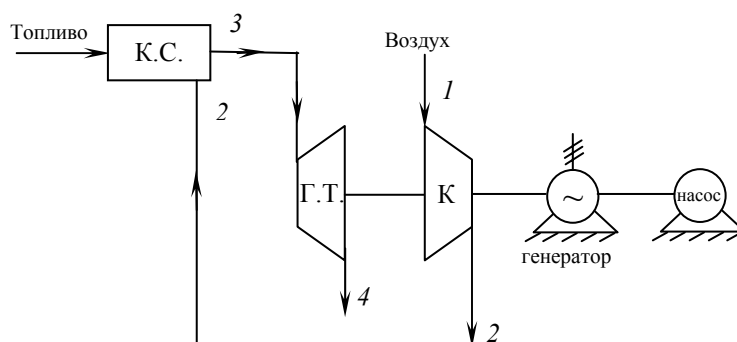 Топливо
К.С.
3
2
Воздух
1
Г.Т.
К
~
насос
генератор
4
2